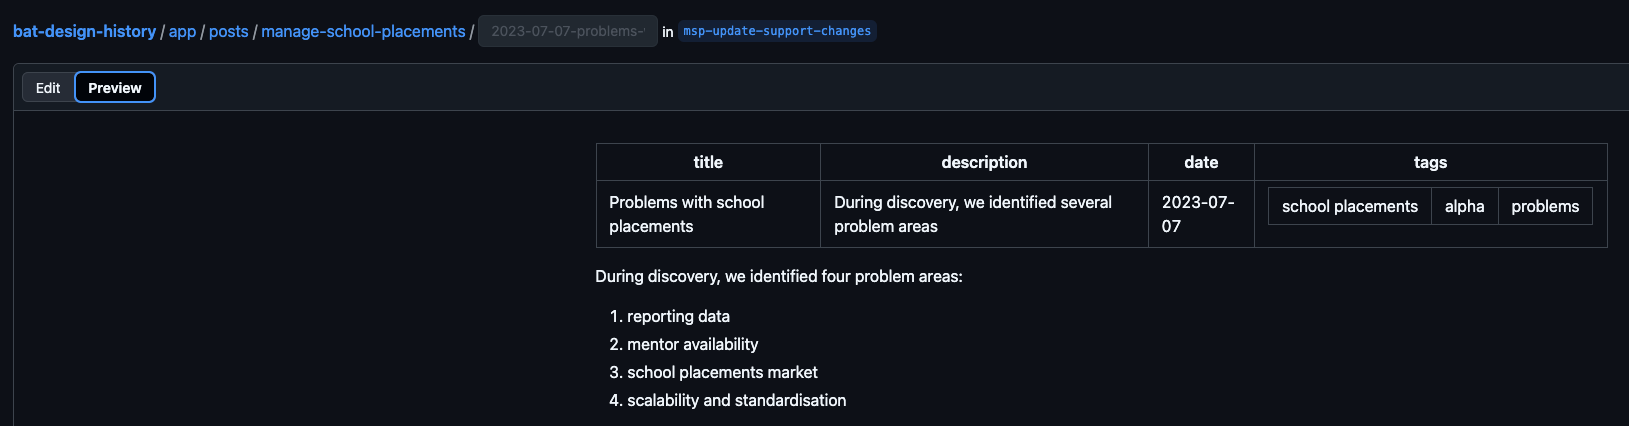 bat-design-history / app / posts / manage-school-placements / 2023-07-07-problems- in msp-update-support-changes
Edit Preview
title description date tags
Problems with school placements
During discovery, we identified several problem areas
2023-07-07
school placements alpha problems
During discovery, we identified four problem areas:
1. reporting data
2. mentor availability
3. school placements market
4. scalability and standardisation